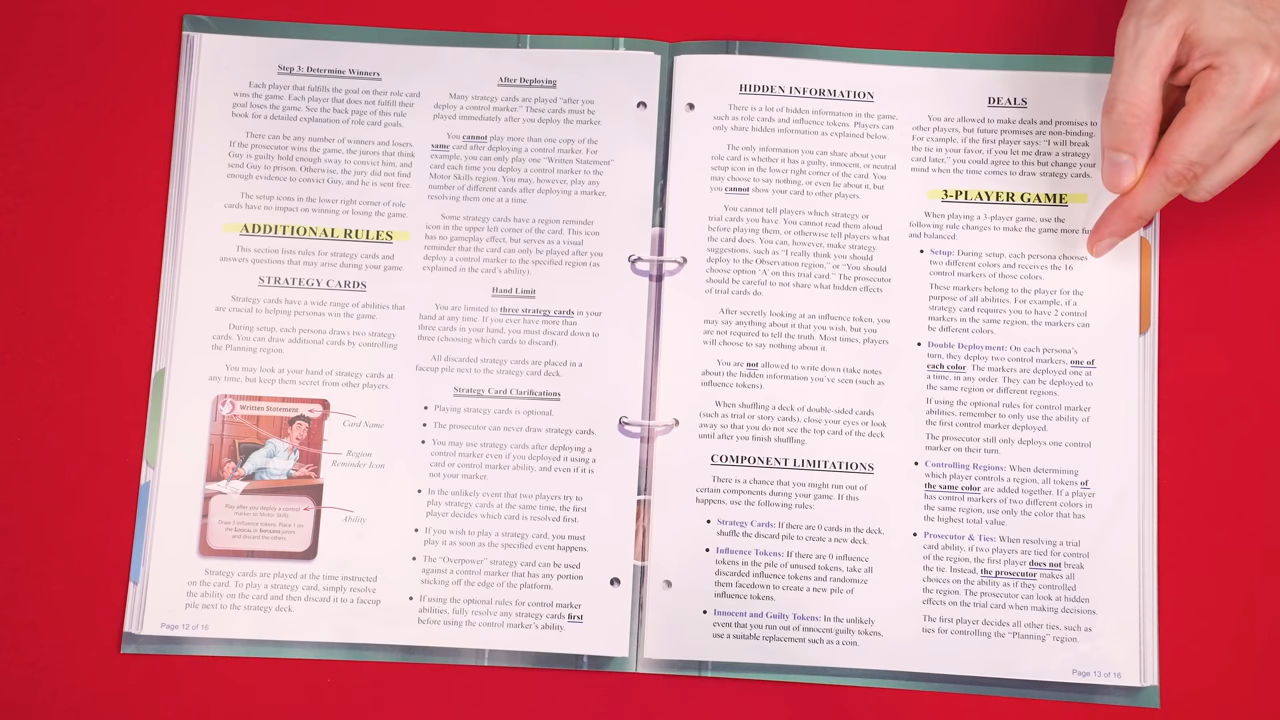 Step 3: Determine Winners
Each player that fulfills the goal on their role card
wins the game. Each player that does not fulfill their
goal loses the game. See the back page of this rule
book for a detailed explanation of role card goals.
There can be any number of winners and losers.
If the prosecutor wins the game, the jurors that think
Guy is guilty hold enough sway to convict him, and
send Guy to prison. Otherwise, the jury did not find
enough evidence to convict Guy, and he is sent free.
The setup icons in the lower right corner of role
cards have no impact on winning or losing the game.
ADDITIONAL RULES
This section lists rules for strategy cards and
answers questions that may arise during your game.
STRATEGY CARDS
Strategy cards have a wide range of abilities that
are crucial to helping personas win the game.
During setup, each persona draws two strategy
cards. You can draw additional cards by controlling
the Planning region.
You may look at your hand of strategy cards at
any time, but keep them secret from other players.
Written Statement
Card Name
Region
Reminder Icon
Ability
Play after you deploy a control
marker to Motor Skills.
Draw 3 influence tokens. Place 1 on
the Logical or Resilient jurors
and discard the others.
Strategy cards are played at the time instructed
on the card. To play a strategy card, simply resolve
the ability on the card and then discard it to a faceup
pile next to the strategy deck.
Page 12 of 16
After Deploying
Many strategy cards are played "after you
deploy a control marker." These cards must be
played immediately after you deploy the marker.
You cannot play more than one copy of the
same card after deploying a control marker. For
example, you can only play one "Written Statement"
card each time you deploy a control marker to the
Motor Skills region. You may, however, play any
number of different cards after deploying a marker,
resolving them one at a time.
Some strategy cards have a region reminder
icon in the upper left corner of the card. This icon
has no gameplay effect, but serves as a visual
reminder that the card can only be played after you
deploy a control marker to the specified region (as
explained in the card's ability).
Hand Limit
You are limited to three strategy cards in your
hand at any time. If you ever have more than
three cards in your hand, you must discard down to
three (choosing which cards to discard).
All discarded strategy cards are placed in a
faceup pile next to the strategy card deck.
Strategy Card Clarifications
• Playing strategy cards is optional.
• The prosecutor can never draw strategy cards.
• You may use strategy cards after deploying a
control marker even if you deployed it using a
card or control marker ability, and even if it is
not your marker.
• In the unlikely event that two players try to
play strategy cards at the same time, the first
player decides which card is resolved first.
• If you wish to play a strategy card, you must
play it as soon as the specified event happens.
• The "Overpower" strategy card can be used
against a control marker that has any portion
sticking off the edge of the platform.
• If using the optional rules for control marker
abilities, fully resolve any strategy cards first
before using the control marker's ability.
HIDDEN INFORMATION
There is a lot of hidden information in the game,
such as role cards and influence tokens. Players can
only share hidden information as explained below.
The only information you can share about your
role card is whether it has a guilty, innocent, or neutral
setup icon in the lower right corner of the card. You
may choose to say nothing, or even lie about it, but
you cannot show your card to other players.
You cannot tell players which strategy or
trial cards you have. You cannot read them aloud
before playing them, or otherwise tell players what
the card does. You can, however, make strategy
suggestions, such as "I really think you should
deploy to the Observation region," or "You should
choose option 'A' on this trial card." The prosecutor
should be careful to not share what hidden effects
of trial cards do.
After secretly looking at an influence token, you
may say anything about it that you wish, but you
are not required to tell the truth. Most times, players
will choose to say nothing about it.
You are not allowed to write down (take notes
about) the hidden information you've seen (such as
influence tokens).
When shuffling a deck of double-sided cards
(such as trial or story cards), close your eyes or look
away so that you do not see the top card of the deck
until after you finish shuffling.
COMPONENT LIMITATIONS
There is a chance that you might run out of
certain components during your game. If this
happens, use the following rules:
• Strategy Cards: If there are 0 cards in the deck,
shuffle the discard pile to create a new deck.
• Influence Tokens: If there are 0 influence
tokens in the pile of unused tokens, take all
discarded influence tokens and randomize
them facedown to create a new pile of
influence tokens.
• Innocent and Guilty Tokens: In the unlikely
event that you run out of innocent/guilty tokens,
use a suitable replacement such as a coin.
DEALS
You are allowed to make deals and promises to
other players, but future promises are non-binding.
For example, if the first player says: "I will break
the tie in your favor, if you let me draw a strategy
card later," you could agree to this but change your
mind when the time comes to draw strategy cards.
3-PLAYER GAME
When playing a 3-player game, use the
following rule changes to make the game more fun
and balanced:
• Setup: During setup, each persona chooses
two different colors and receives the 16
control markers of those colors.
These markers belong to the player for the
purpose of all abilities. For example, if a
strategy card requires you to have 2 control
markers in the same region, the markers can
be different colors.
• Double Deployment: On each persona's
turn, they deploy two control markers, one of
each color. The markers are deployed one at
a time, in any order. They can be deployed to
the same region or different regions.
If using the optional rules for control marker
abilities, remember to only use the ability of
the first control marker deployed.
The prosecutor still only deploys one control
marker on their turn.
• Controlling Regions: When determining
which player controls a region, all tokens of
the same color are added together. If a player
has control markers of two different colors in
the same region, use only the color that has
the highest total value.
• Prosecutor & Ties: When resolving a trial
card ability, if two players are tied for control
of the region, the first player does not break
the tie. Instead, the prosecutor makes all
choices on the ability as if they controlled
the region. The prosecutor can look at hidden
effects on the trial card when making decisions.
The first player decides all other ties, such as
ties for controlling the "Planning" region.
Page 13 of 16